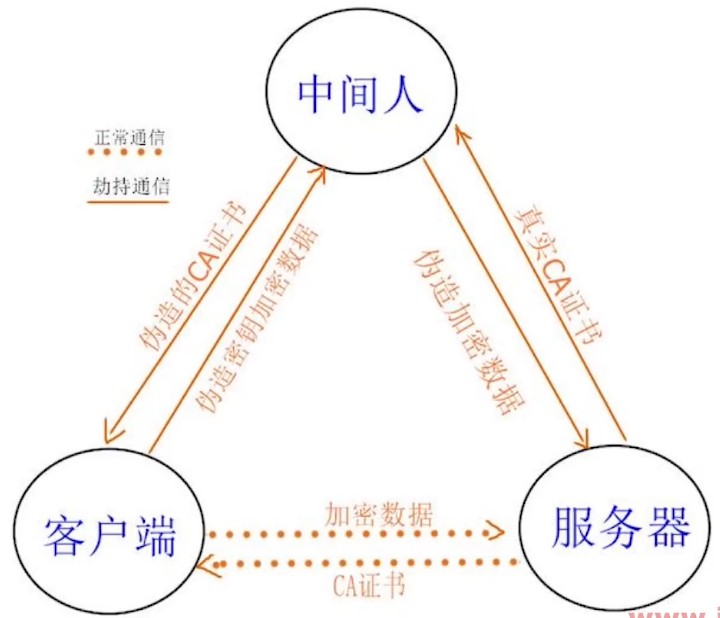 中间人
正常通信
劫持通信
伪造的CA证书
伪造密钥加密数据
伪造加密数据
真实CA证书
客户端
加密数据
CA证书
服务器